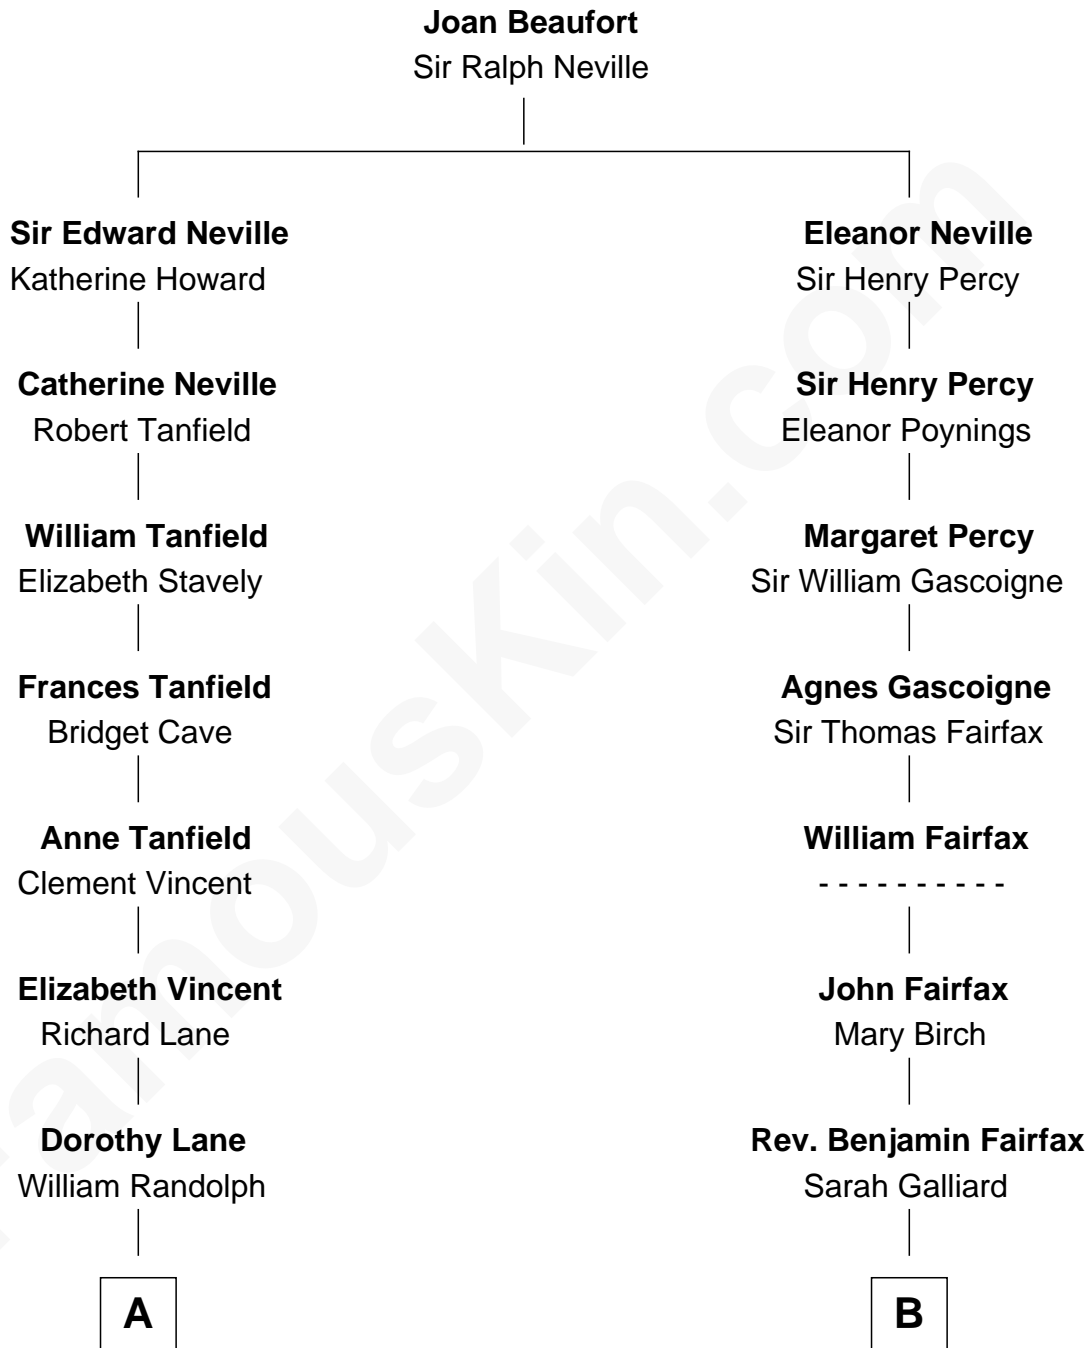 Joan Beaufort
Sir Ralph Neville
Sir Edward Neville
Katherine Howard
Eleanor Neville
Sir Henry Percy
Catherine Neville
Robert Tanfield
Sir Henry Percy
Eleanor Poynings
William Tanfield
Elizabeth Stavely
Margaret Percy
Sir William Gascoigne
Frances Tanfield
Bridget Cave
Agnes Gascoigne
Sir Thomas Fairfax
Anne Tanfield
Clement Vincent
William Fairfax
- - - - - - - - - -
Elizabeth Vincent
Richard Lane
John Fairfax
Mary Birch
Dorothy Lane
William Randolph
Rev. Benjamin Fairfax
Sarah Galliard
A
B
FamousKin.com